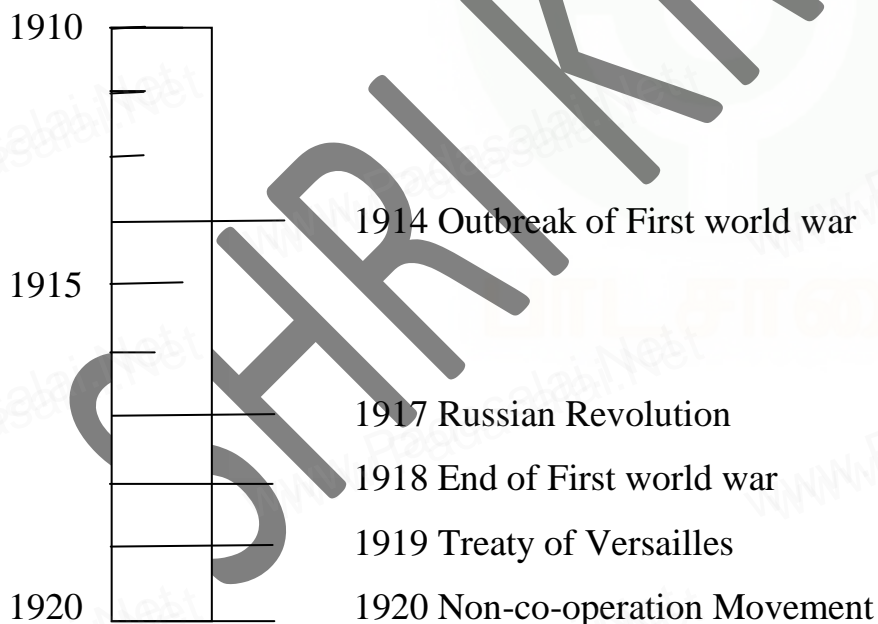 1910
1914 Outbreak of First world war
1915
1917 Russian Revolution
1918 End of First world war
1919 Treaty of Versailles
1920
1920 Non-co-operation Movement
SHRI